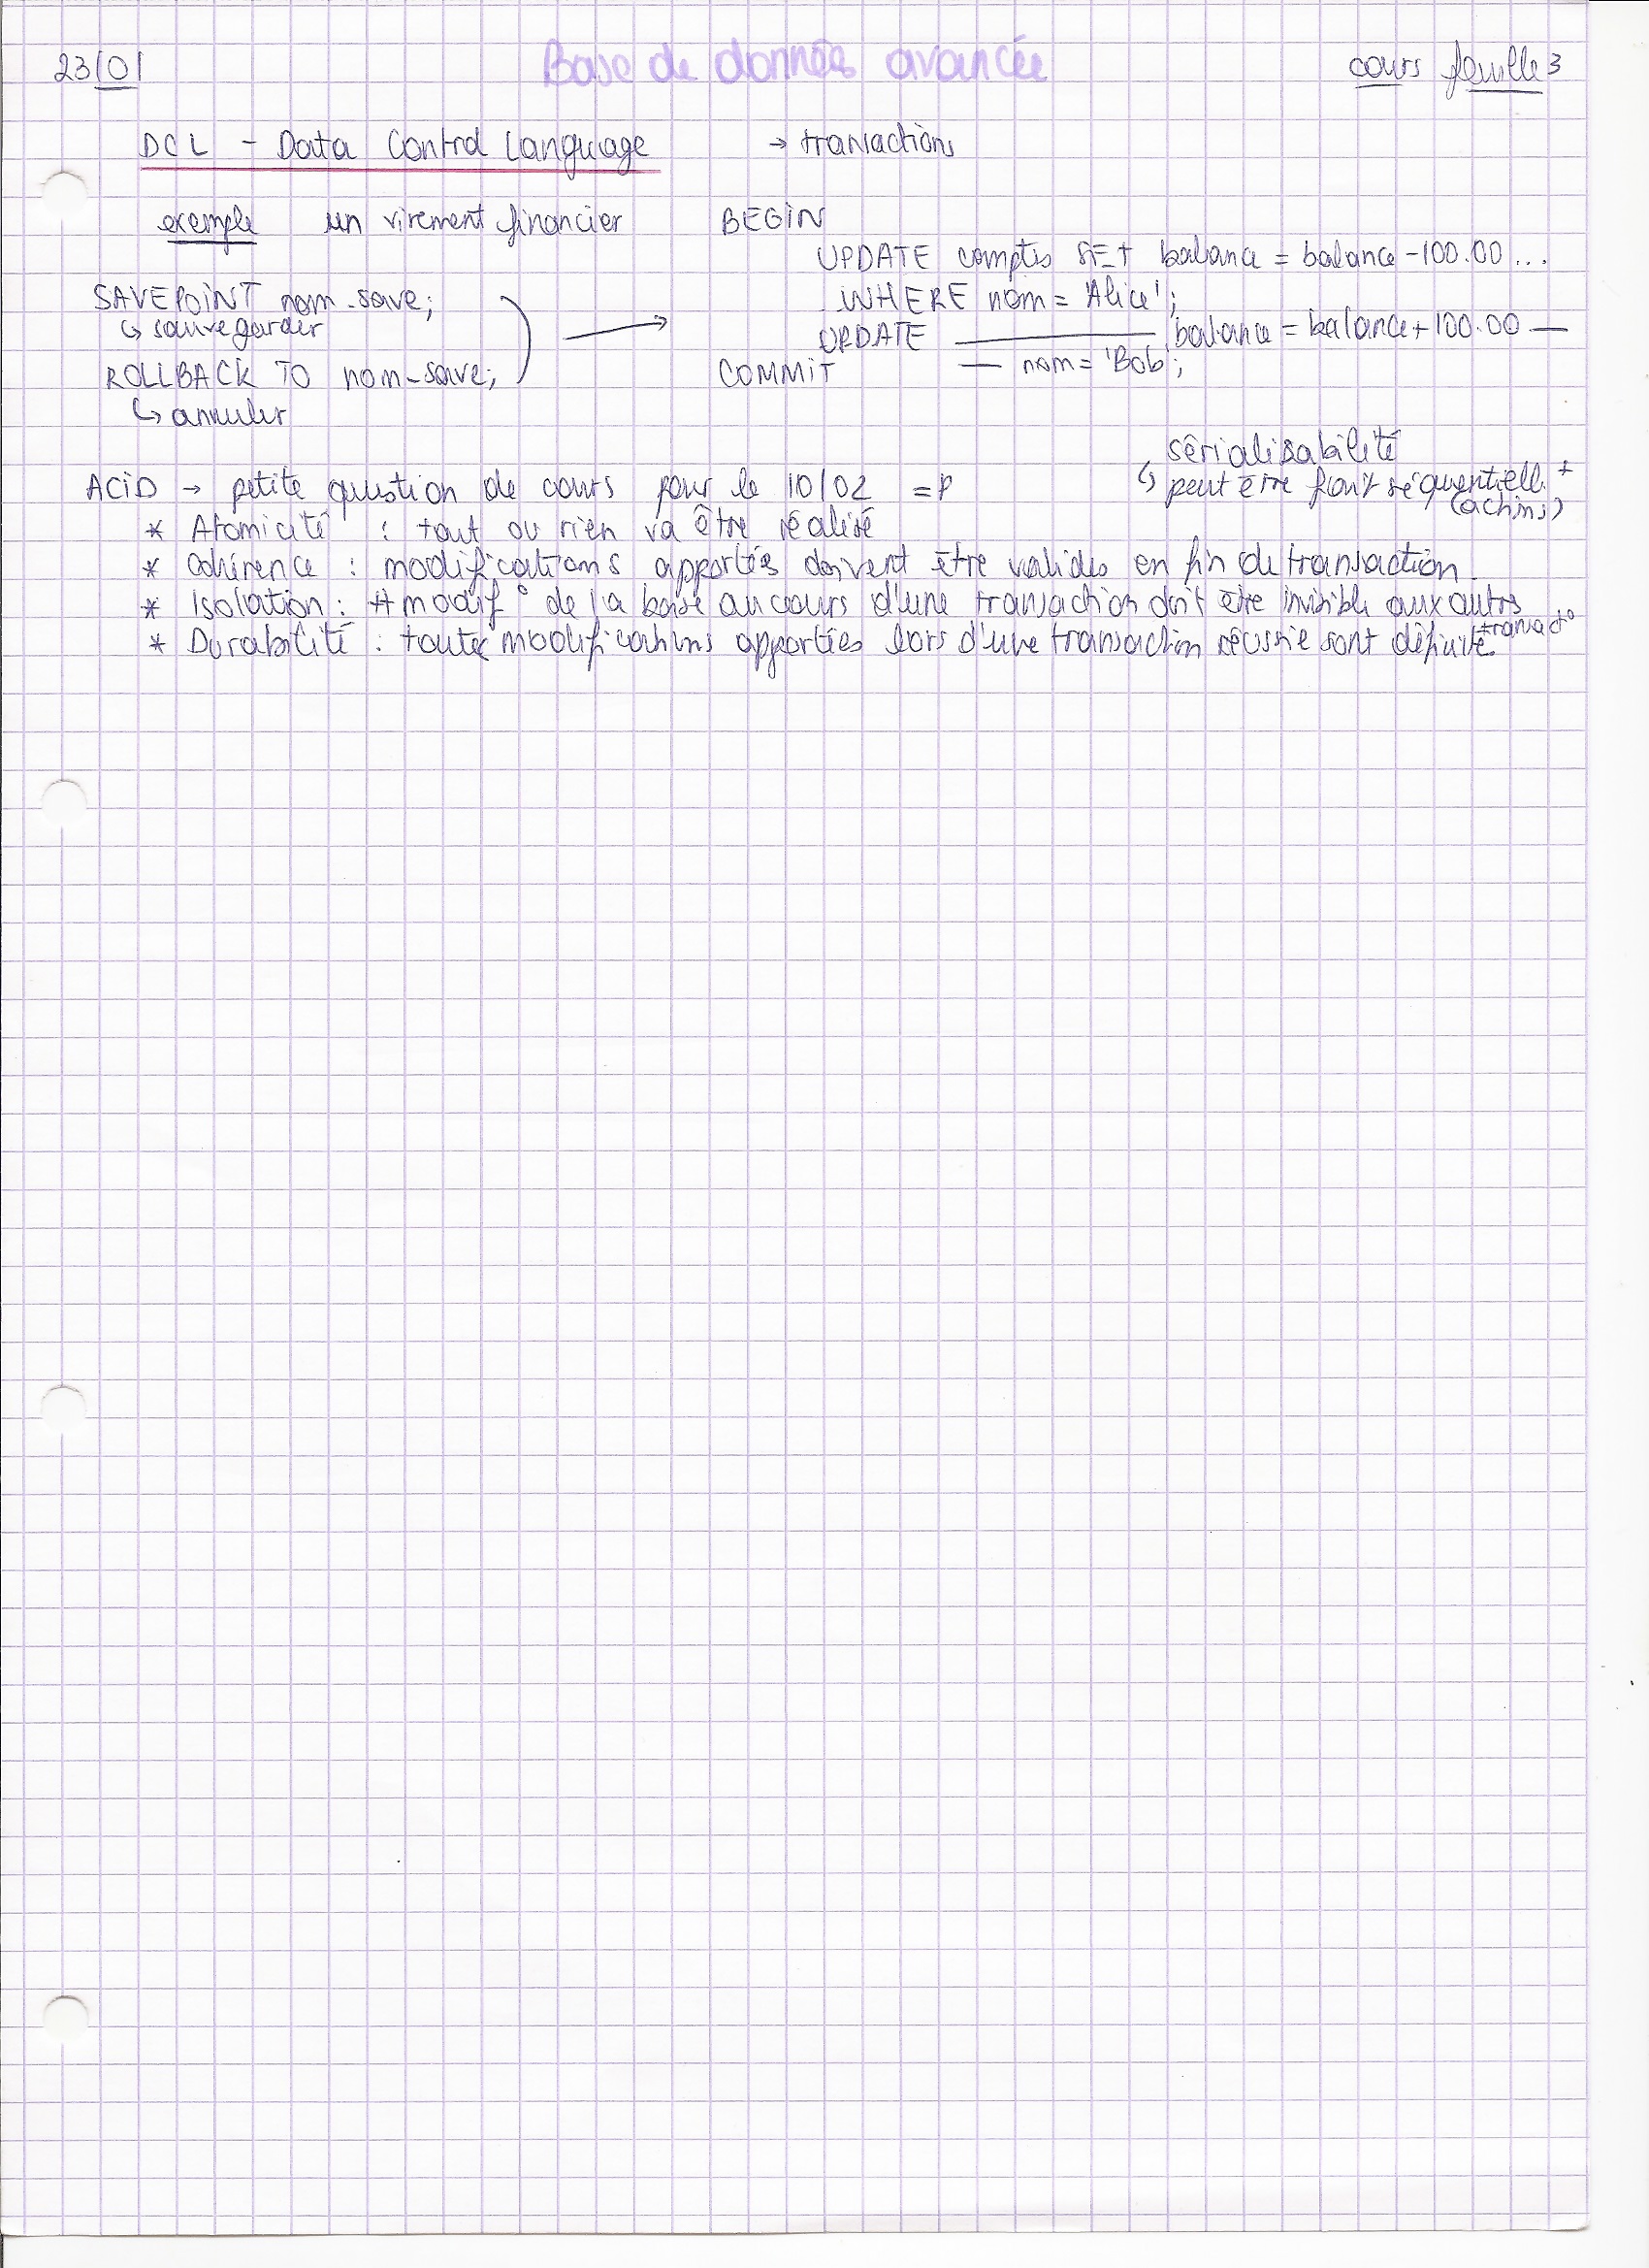 23/01
Base de données avancée
cours feuille 3
DCL - Data Control Language → transactions
exemple un virement financier
BEGIN
UPDATE comptes SET balance = balance -100.00 ...
WHERE nom = 'Alice';
UPDATE ——— balance = balance + 100.00 —
— nom = 'Bob';
COMMIT
SAVEPOINT nom_save;
↳ sauvegarder
ROLLBACK TO nom_save;
↳ annuler
sérialisabilité
↳ peut être séquentiell +
(actions)
ACID → petite question de cours pour le 10/02 =P
* Atomicité : tout ou rien va être réalisé
* Cohérence : modifications apportées doivent être valides en fin de transaction.
* Isolation : modif° de la base au cours d'une transaction doit être invisible aux autres
transact°
* Durabilité : toutes modifications apportées lors d'une transaction réussie sont définitive.